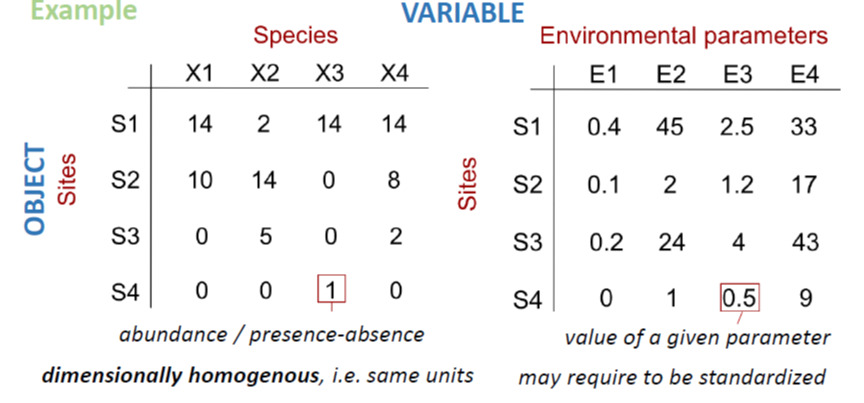 Example
VARIABLE
Species
X1 X2 X3 X4
S1 14 2 14 14
S2 10 14 0 8
S3 0 5 0 2
S4 0 0 1 0
OBJECT
Sites
abundance / presence-absence
dimensionally homogenous, i.e. same units
Environmental parameters
E1 E2 E3 E4
S1 0.4 45 2.5 33
S2 0.1 2 1.2 17
S3 0.2 24 4 43
S4 0 1 0.5 9
Sites
value of a given parameter
may require to be standardized